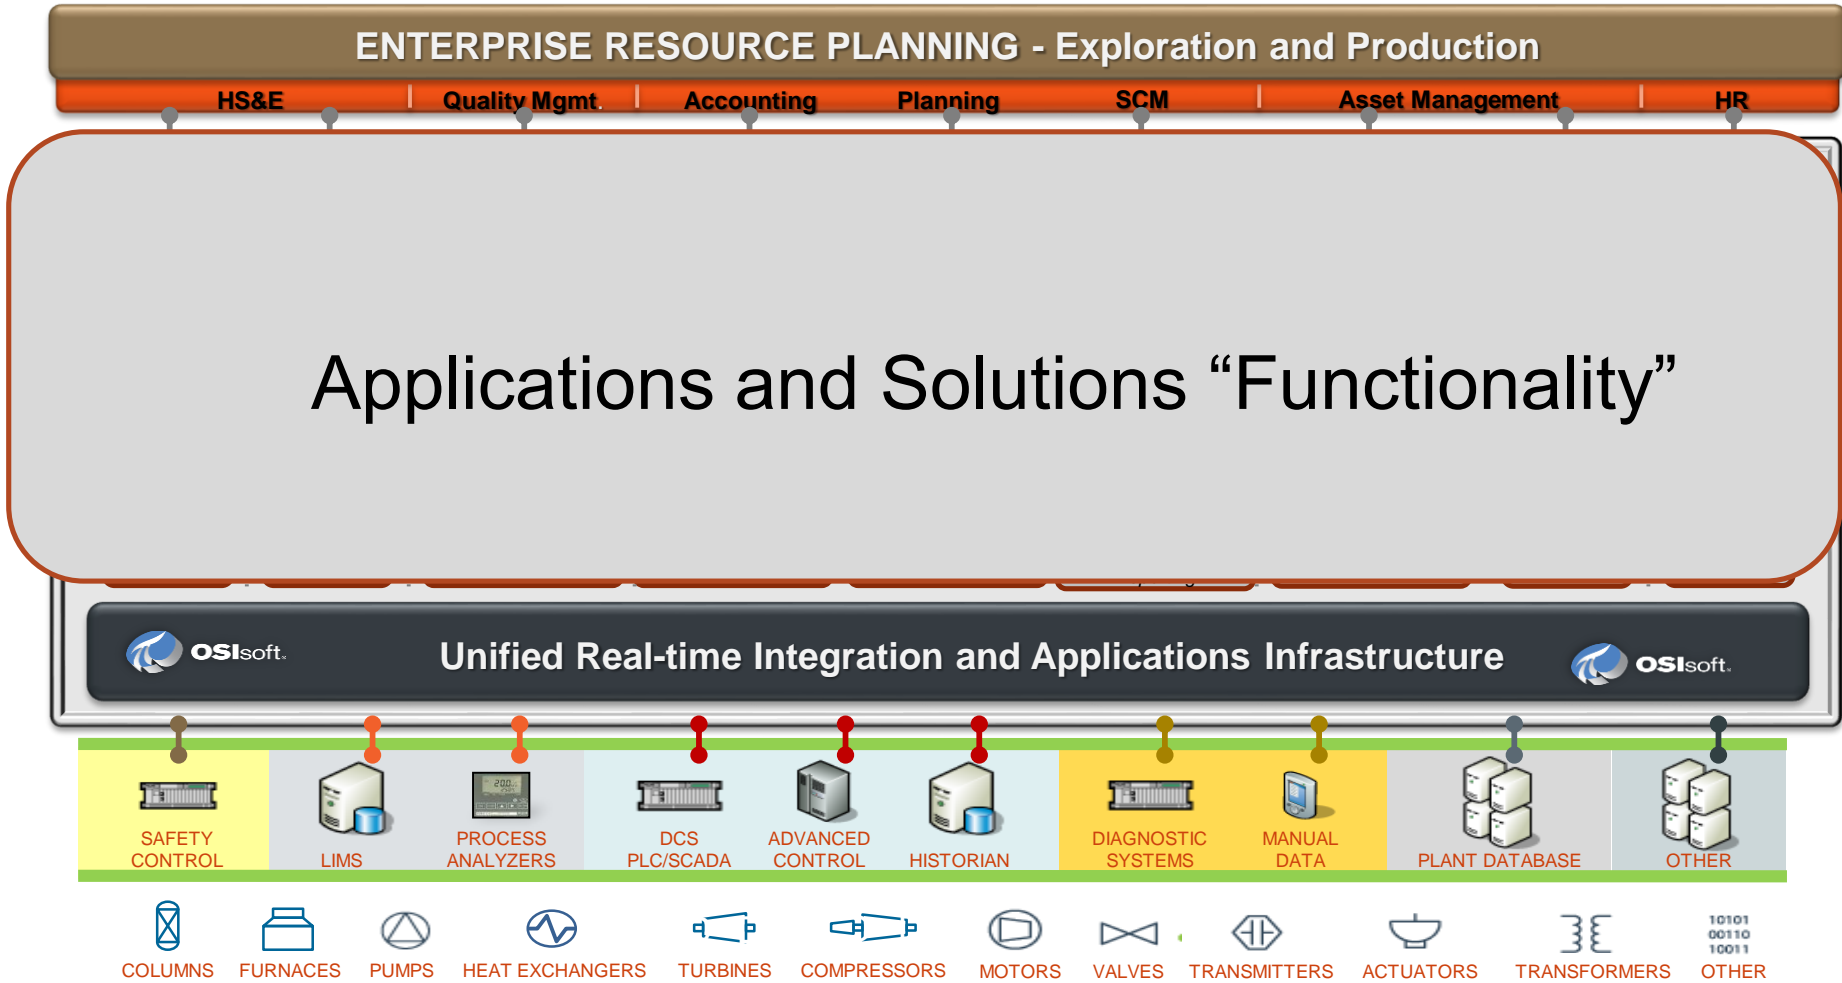 ENTERPRISE RESOURCE PLANNING - Exploration and Production
HS&E Quality Mgmt. Accounting Planning SCM Asset Management HR
Applications and Solutions “Functionality”
OSIsoft. Unified Real-time Integration and Applications Infrastructure OSIsoft.
SAFETY CONTROL
LIMS
PROCESS ANALYZERS
DCS PLC/SCADA
ADVANCED CONTROL
HISTORIAN
DIAGNOSTIC SYSTEMS
MANUAL DATA
PLANT DATABASE
OTHER
COLUMNS FURNACES PUMPS HEAT EXCHANGERS TURBINES COMPRESSORS MOTORS VALVES TRANSMITTERS ACTUATORS TRANSFORMERS OTHER
10101
00110
10011